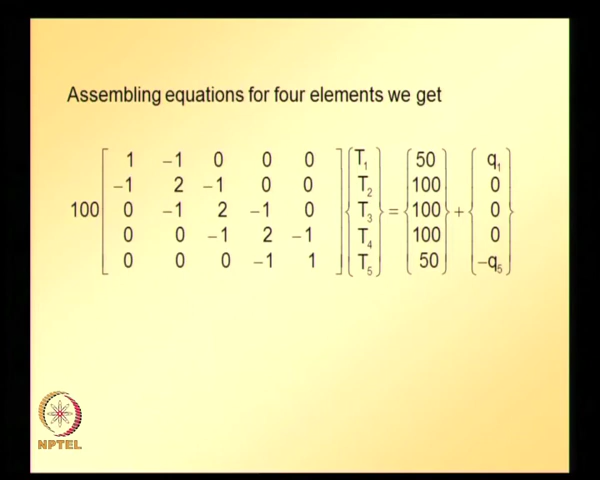 Assembling equations for four elements we get
1 −1 0 0 0 T1 50 q1
−1 2 −1 0 0 T2 100 0
100 0 −1 2 −1 0 T3 = 100 + 0
0 0 −1 2 −1 T4 100 0
0 0 0 −1 1 T5 50 −q5
NPTEL